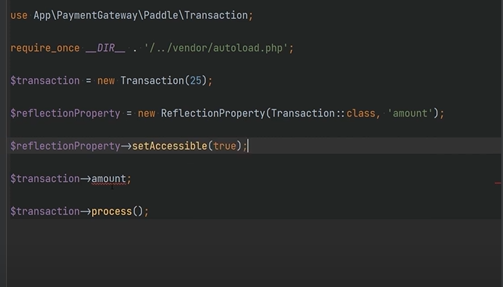 use App\PaymentGateway\Paddle\Transaction;
require_once __DIR__ . '/../vendor/autoload.php';
$transaction = new Transaction(25);
$reflectionProperty = new ReflectionProperty(Transaction::class, 'amount');
$reflectionProperty->setAccessible(true);
$transaction->amount;
$transaction->process();